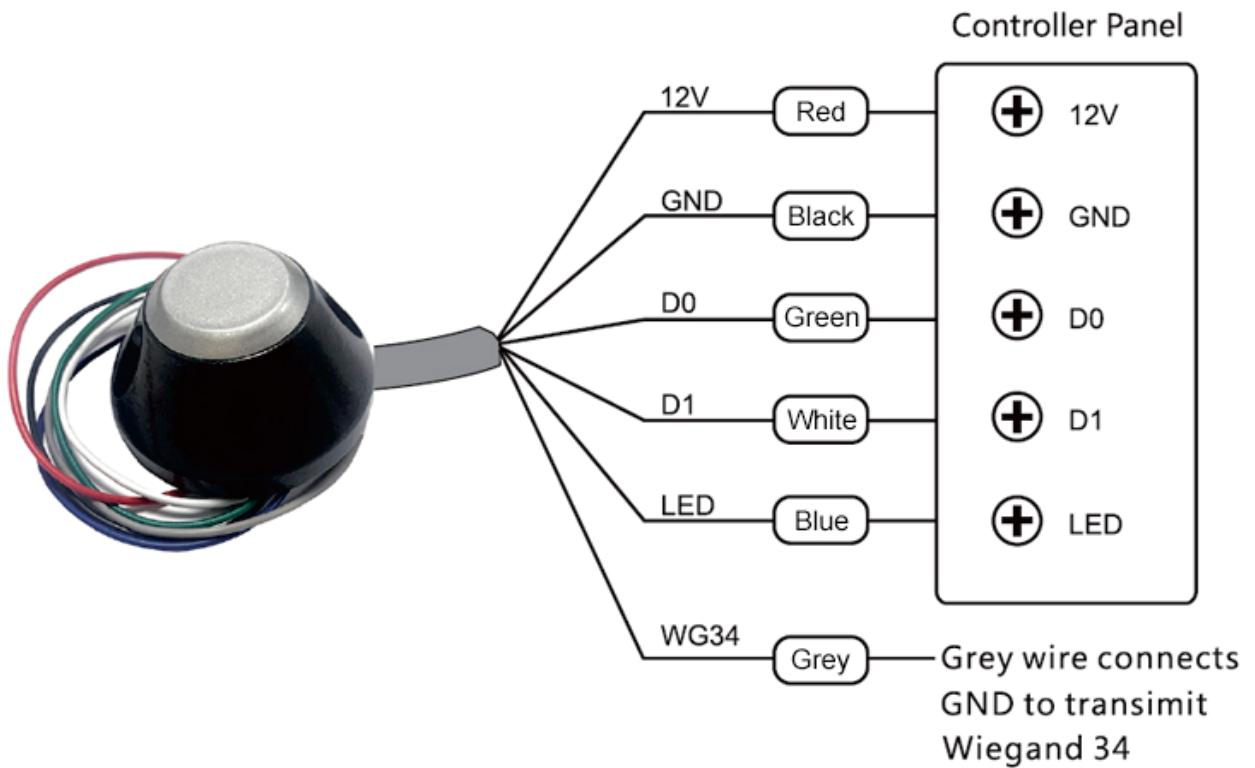 Controller Panel
12V Red 12V
GND Black GND
D0 Green D0
D1 White D1
LED Blue LED
WG34 Grey Grey wire connects
GND to transimit
Wiegand 34